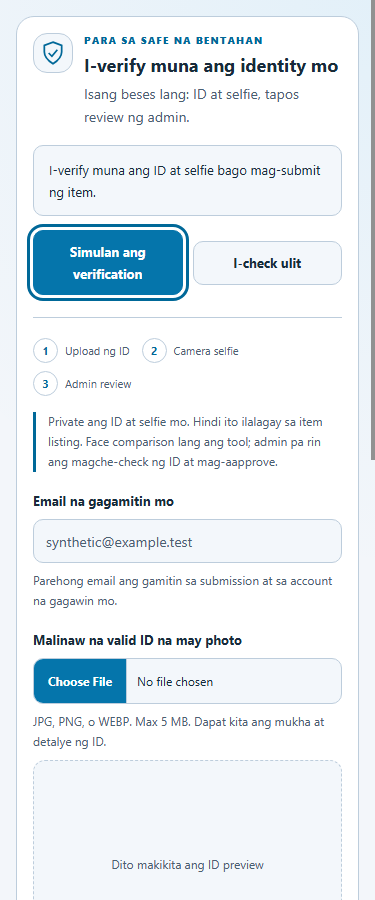 PARA SA SAFE NA BENTAHAN
I-verify muna ang identity mo
Isang beses lang: ID at selfie, tapos
review ng admin.
I-verify muna ang ID at selfie bago mag-submit
ng item.
Simulan ang
verification
I-check ulit
1 Upload ng ID 2 Camera selfie
3 Admin review
Private ang ID at selfie mo. Hindi ito ilalagay sa item
listing. Face comparison lang ang tool; admin pa rin
ang magche-check ng ID at mag-aapprove.
Email na gagamitin mo
synthetic@example.test
Parehong email ang gamitin sa submission at sa account
na gagawin mo.
Malinaw na valid ID na may photo
Choose File No file chosen
JPG, PNG, o WEBP. Max 5 MB. Dapat kita ang mukha at
detalye ng ID.
Dito makikita ang ID preview